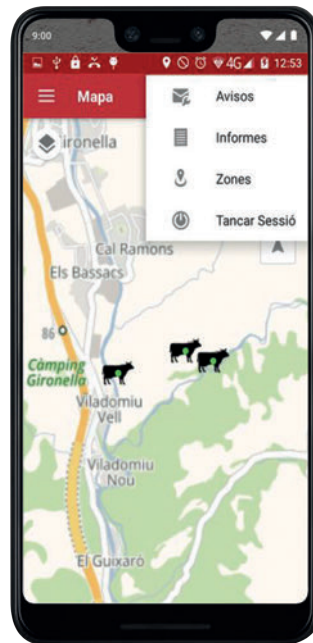 9:00
4G 12:53
Mapa
Avisos
Informes
Zones
Tancar Sessió
ironella
Cal Ramons
Els Bassacs
86
Càmping
Gironella
Viladomiu
Vell
Viladomiu
Nou
El Guixaró